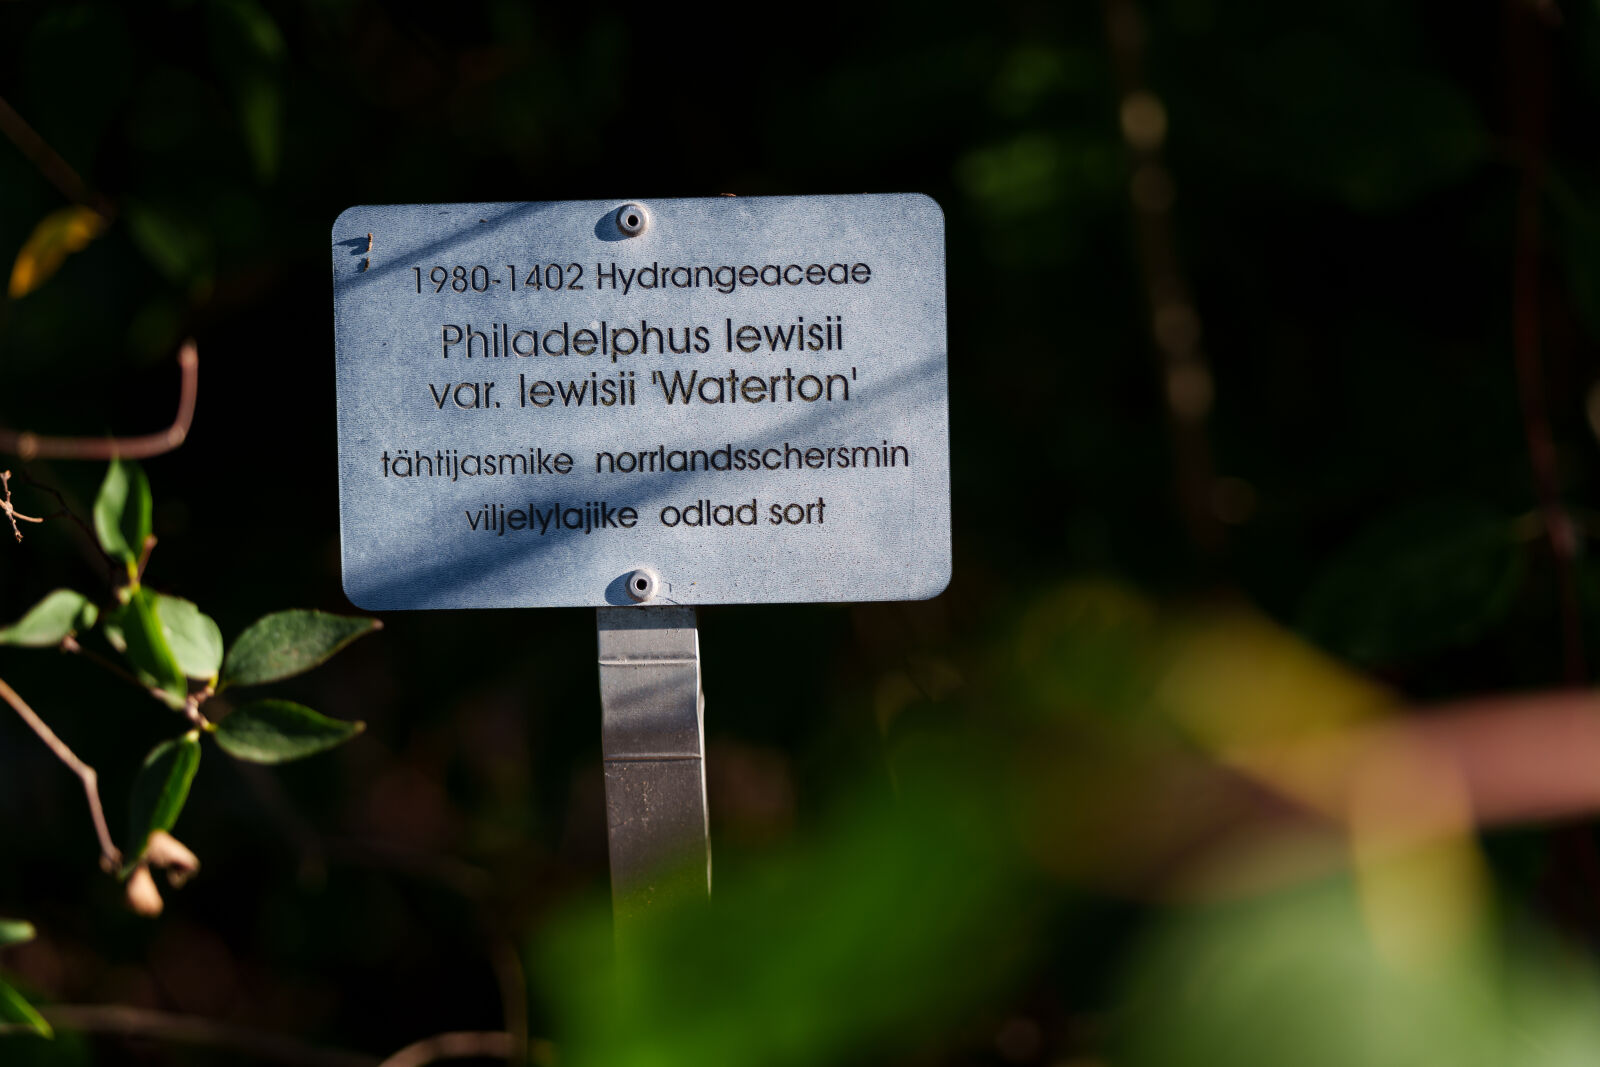 1980-1402 Hydrangeaceae
Philadelphus lewisii
var. lewisii 'Waterton'
tähtijasmike norrlandsschersmin
viljelylajike odlad sort